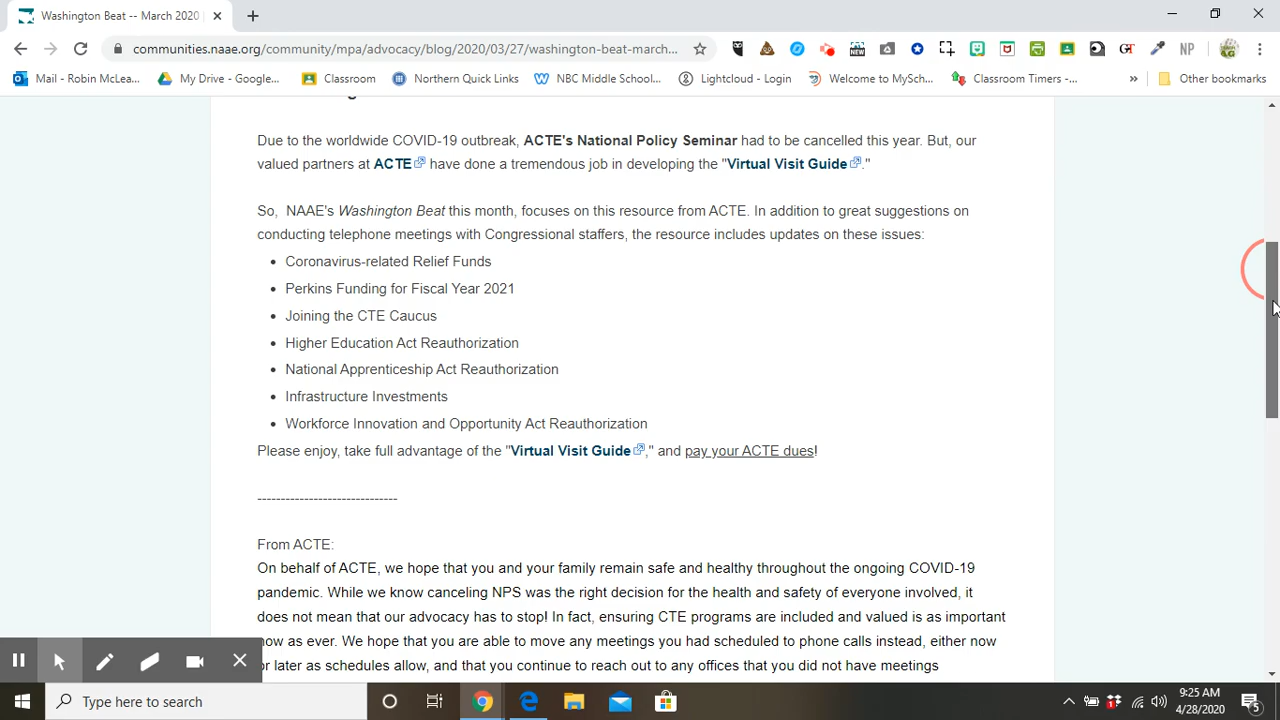 Washington Beat -- March 2020
communities.naae.org/community/mpa/advocacy/blog/2020/03/27/washington-beat-march...
NEW
GT
NP
Mail - Robin McLea...
My Drive - Google...
Classroom
Northern Quick Links
NBC Middle School...
Lightcloud - Login
Welcome to MySch...
Classroom Timers -...
»
Other bookmarks
Due to the worldwide COVID-19 outbreak, ACTE's National Policy Seminar had to be cancelled this year. But, our
valued partners at ACTE have done a tremendous job in developing the "Virtual Visit Guide."
So, NAAE's Washington Beat this month, focuses on this resource from ACTE. In addition to great suggestions on
conducting telephone meetings with Congressional staffers, the resource includes updates on these issues:
• Coronavirus-related Relief Funds
• Perkins Funding for Fiscal Year 2021
• Joining the CTE Caucus
• Higher Education Act Reauthorization
• National Apprenticeship Act Reauthorization
• Infrastructure Investments
• Workforce Innovation and Opportunity Act Reauthorization
Please enjoy, take full advantage of the "Virtual Visit Guide," and pay your ACTE dues!
------------------------------
From ACTE:
On behalf of ACTE, we hope that you and your family remain safe and healthy throughout the ongoing COVID-19
pandemic. While we know canceling NPS was the right decision for the health and safety of everyone involved, it
does not mean that our advocacy has to stop! In fact, ensuring CTE programs are included and valued is as important
now as ever. We hope that you are able to move any meetings you had scheduled to phone calls instead, either now
or later as schedules allow, and that you continue to reach out to any offices that you did not have meetings
Type here to search
9:25 AM
4/28/2020
5